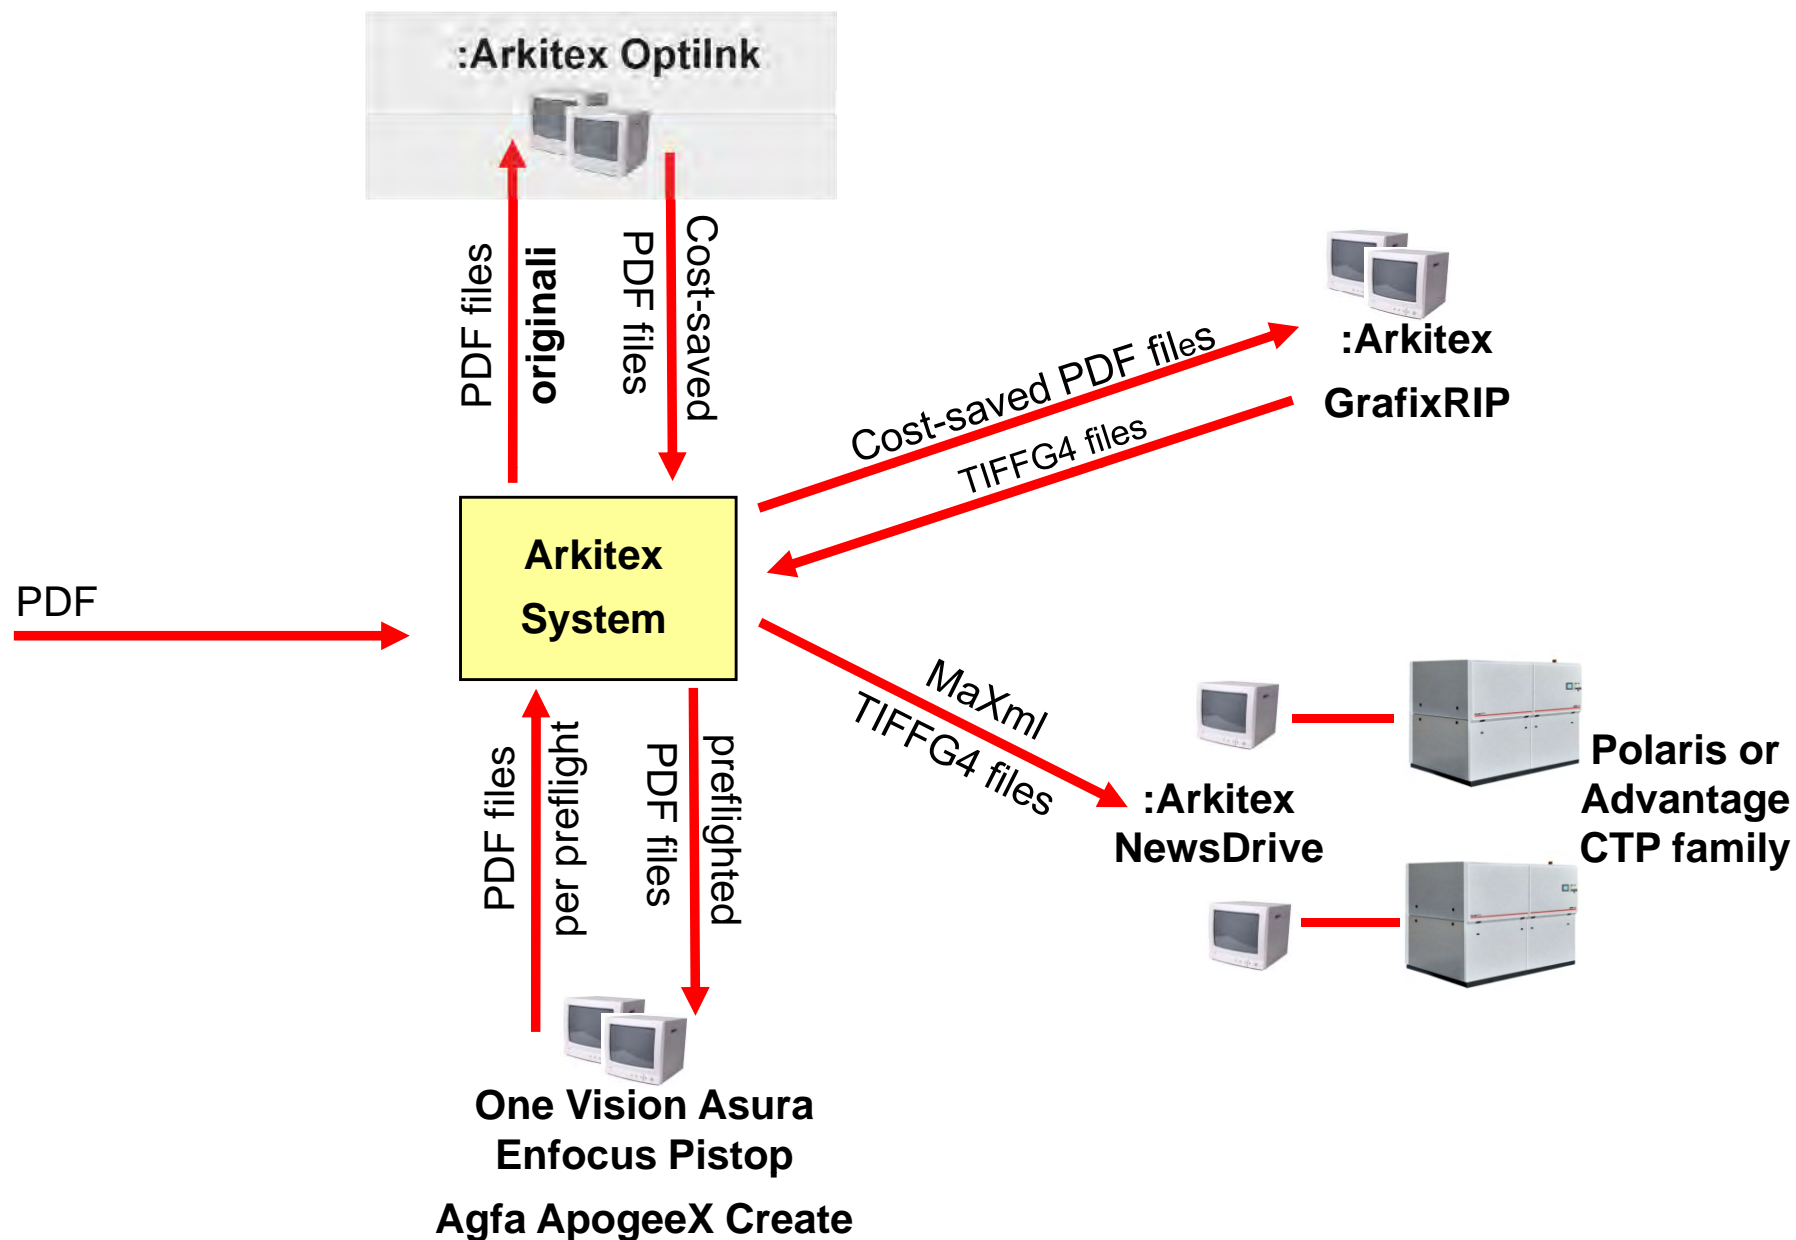 :Arkitex OptiInk
PDF files
originali
Cost-saved
PDF files
Cost-saved PDF files
TIFFG4 files
:Arkitex
GrafixRIP
Arkitex
System
PDF
MaXml
TIFFG4 files
:Arkitex
NewsDrive
Polaris or
Advantage
CTP family
PDF files
per preflight
preflighted
PDF files
One Vision Asura
Enfocus Pistop
Agfa ApogeeX Create